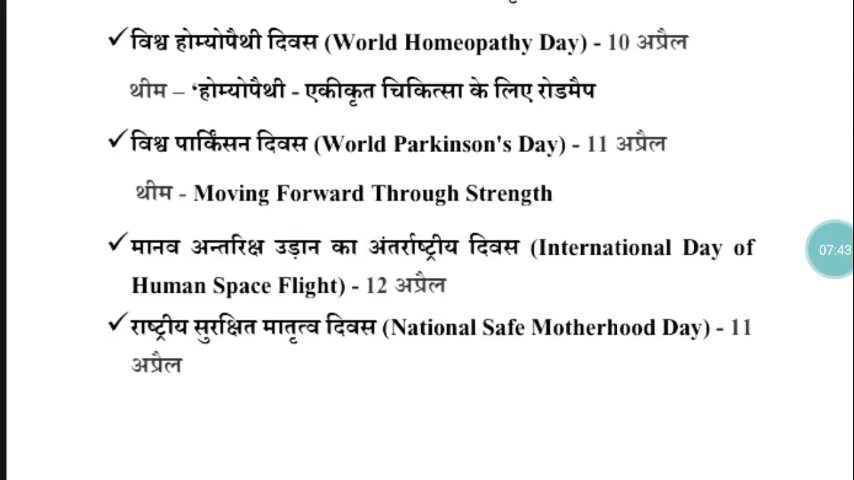 ✓ विश्व होम्योपैथी दिवस (World Homeopathy Day) - 10 अप्रैल
थीम – ‘होम्योपैथी - एकीकृत चिकित्सा के लिए रोडमैप
✓ विश्व पार्किंसन दिवस (World Parkinson's Day) - 11 अप्रैल
थीम - Moving Forward Through Strength
✓ मानव अन्तरिक्ष उड़ान का अंतर्राष्ट्रीय दिवस (International Day of
Human Space Flight) - 12 अप्रैल
07:43
✓ राष्ट्रीय सुरक्षित मातृत्व दिवस (National Safe Motherhood Day) - 11
अप्रैल